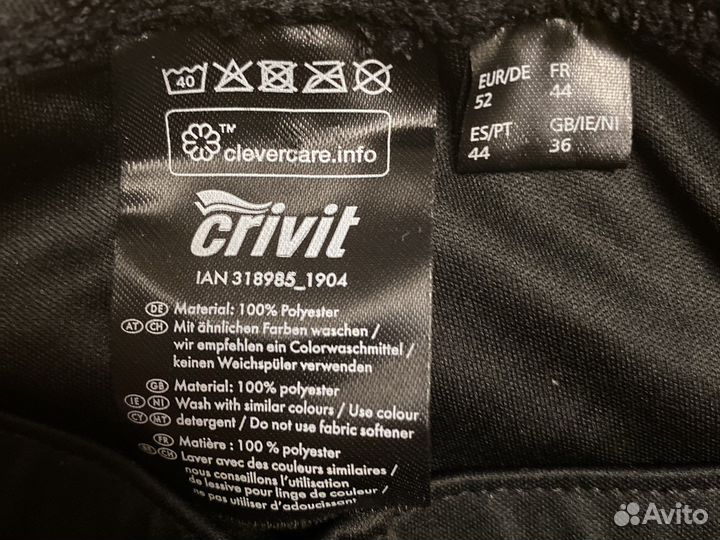 40
™
clevercare.info
crivit
IAN 318985_1904
DE Material: 100% Polyester
AT CH Mit ähnlichen Farben waschen /
wir empfehlen ein Colorwaschmittel /
keinen Weichspüler verwenden
GB Material: 100% polyester
IE NI Wash with similar colours / Use colour
CY MT detergent / Do not use fabric softener
FR Matière : 100 % polyester
BE CH Laver avec des couleurs similaires /
nous conseillons l'utilisation
de lessive pour linge de couleur /
ne pas utiliser d'adoucissant
EUR/DE FR
52 44
ES/PT GB/IE/NI
44 36
Avito